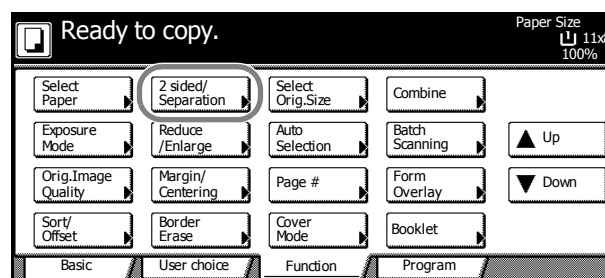 Ready to copy.
Paper Size
11x
100%
Select
Paper
2 sided/
Separation
Select
Orig.Size
Combine
Exposure
Mode
Reduce
/Enlarge
Auto
Selection
Batch
Scanning
Up
Orig.Image
Quality
Margin/
Centering
Page #
Form
Overlay
Down
Sort/
Offset
Border
Erase
Cover
Mode
Booklet
Basic
User choice
Function
Program